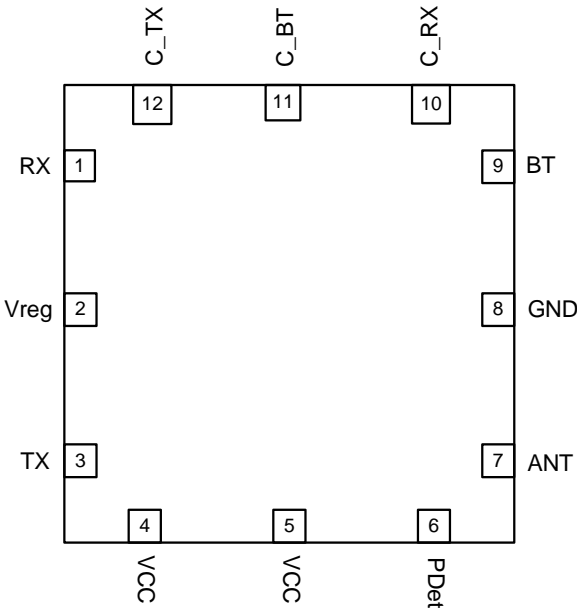 C_TX
C_BT
C_RX
12
11
10
RX
1
9
BT
Vreg
2
8
GND
TX
3
7
ANT
4
5
6
VCC
VCC
PDet